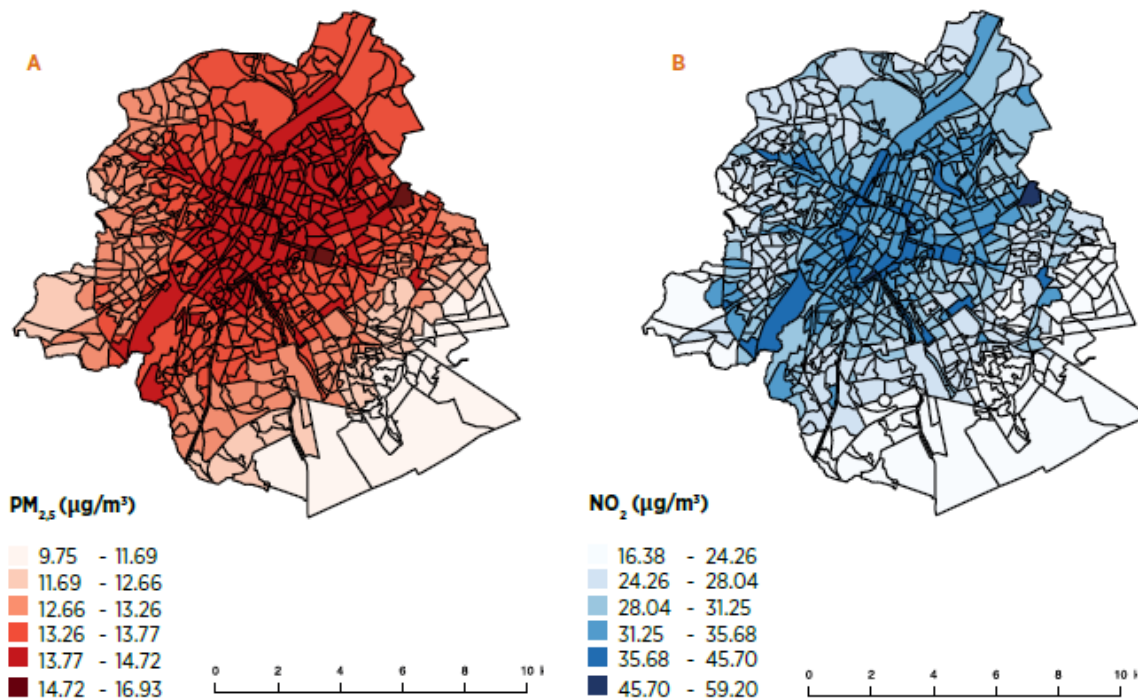 A
B
PM2,5 (µg/m³)
9.75 - 11.69
11.69 - 12.66
12.66 - 13.26
13.26 - 13.77
13.77 - 14.72
14.72 - 16.93
0 2 4 6 8 10
NO2 (µg/m³)
16.38 - 24.26
24.26 - 28.04
28.04 - 31.25
31.25 - 35.68
35.68 - 45.70
45.70 - 59.20
0 2 4 6 8 10